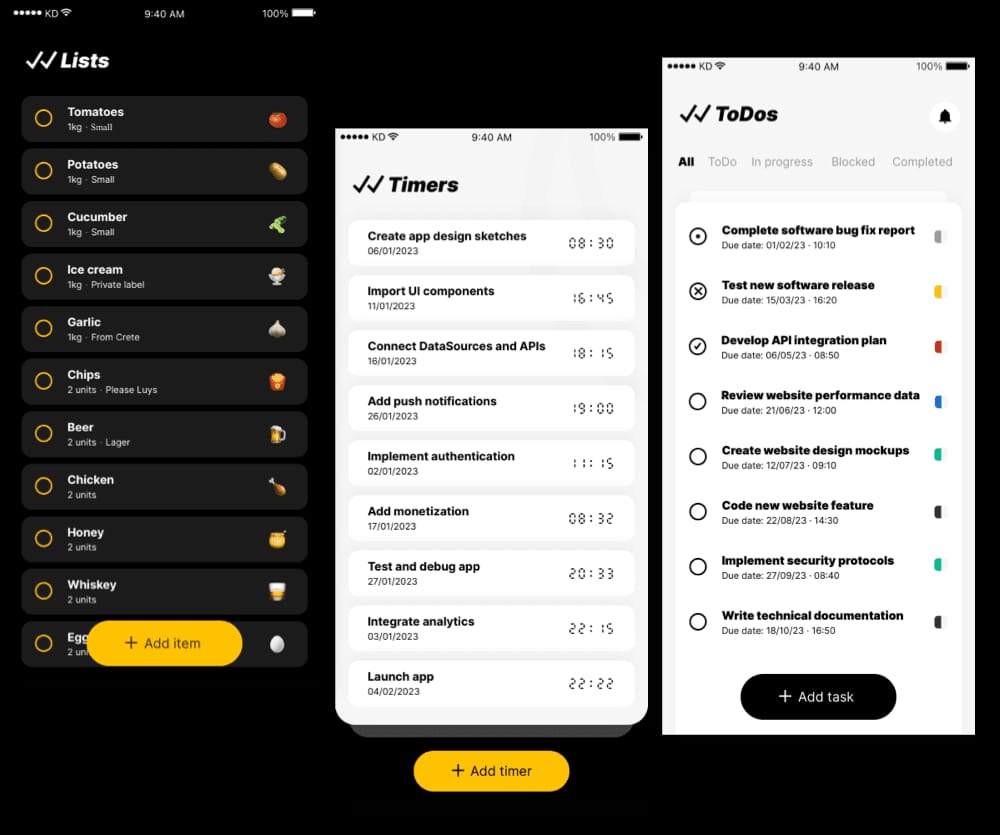 KD 9:40 AM 100%
Lists
Tomatoes
1kg · Small
Potatoes
1kg · Small
Cucumber
1kg · Small
Ice cream
1kg · Private label
Garlic
1kg · From Crete
Chips
2 units · Please Luys
Beer
2 units · Lager
Chicken
2 units
Honey
2 units
Whiskey
2 units
Egg
2 un
+ Add item
KD 9:40 AM 100%
Timers
Create app design sketches
06/01/2023
08:30
Import UI components
11/01/2023
16:45
Connect DataSources and APIs
16/01/2023
18:15
Add push notifications
26/01/2023
19:00
Implement authentication
02/01/2023
11:15
Add monetization
17/01/2023
08:32
Test and debug app
27/01/2023
20:33
Integrate analytics
03/01/2023
22:15
Launch app
04/02/2023
22:22
+ Add timer
KD 9:40 AM 100%
ToDos
All ToDo In progress Blocked Completed
Complete software bug fix report
Due date: 01/02/23 · 10:10
Test new software release
Due date: 15/03/23 · 16:20
Develop API integration plan
Due date: 06/05/23 · 08:50
Review website performance data
Due date: 21/06/23 · 12:00
Create website design mockups
Due date: 12/07/23 · 09:10
Code new website feature
Due date: 22/08/23 · 14:30
Implement security protocols
Due date: 27/09/23 · 08:40
Write technical documentation
Due date: 18/10/23 · 16:50
+ Add task